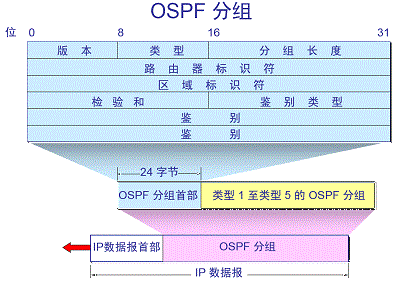 OSPF 分组
位 0 8 16 31
版 本 类 型 分 组 长 度
路 由 器 标 识 符
区 域 标 识 符
检 验 和 鉴 别 类 型
鉴 别
鉴 别
24 字节
OSPF 分组首部 类型 1 至类型 5 的 OSPF 分组
IP数据报首部 OSPF 分组
IP 数据报